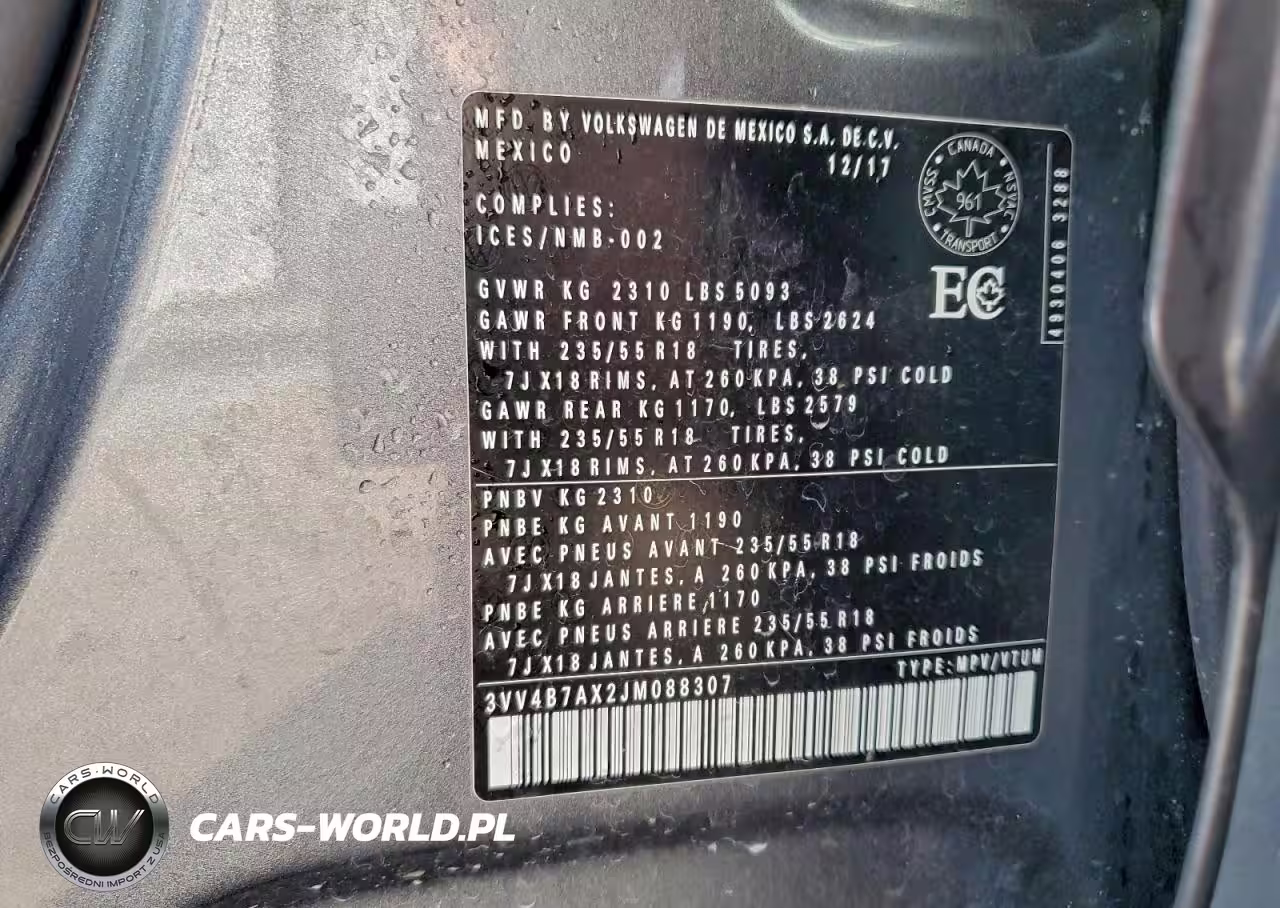 MFD. BY VOLKSWAGEN DE MEXICO S.A. DE.C.V.
MEXICO 12/17
COMPLIES:
ICES/NMB-002
CANADA
CMVSS NSVAC
961
TRANSPORT
EC
4930406 3288
GVWR KG 2310 LBS 5093
GAWR FRONT KG 1190, LBS 2624
WITH 235/55 R18 TIRES,
7J X18 RIMS, AT 260 KPA, 38 PSI COLD
GAWR REAR KG 1170, LBS 2579
WITH 235/55 R18 TIRES,
7J X18 RIMS, AT 260 KPA, 38 PSI COLD
PNBV KG 2310
PNBE KG AVANT 1190
AVEC PNEUS AVANT 235/55 R18
7J X18 JANTES, A 260 KPA, 38 PSI FROIDS
PNBE KG ARRIERE 1170
AVEC PNEUS ARRIERE 235/55 R18
7J X18 JANTES, A 260 KPA, 38 PSI FROIDS
TYPE: MPV/VTUM
3VV4B7AX2JM088307
CARS-WORLD
CW
BEZPOŚREDNI IMPORT Z USA
CARS-WORLD.PL